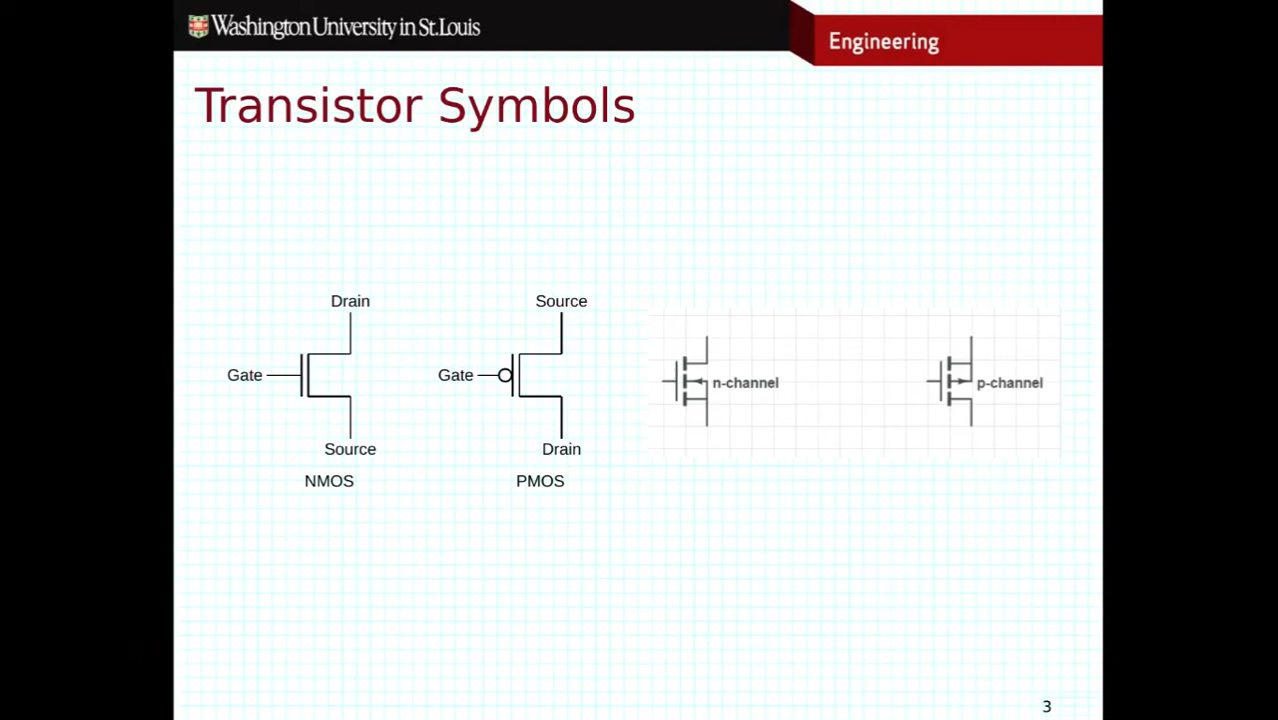 Washington University in St. Louis
Engineering
Transistor Symbols
Drain
Gate
Source
NMOS
Source
Gate
Drain
PMOS
n-channel
p-channel
3